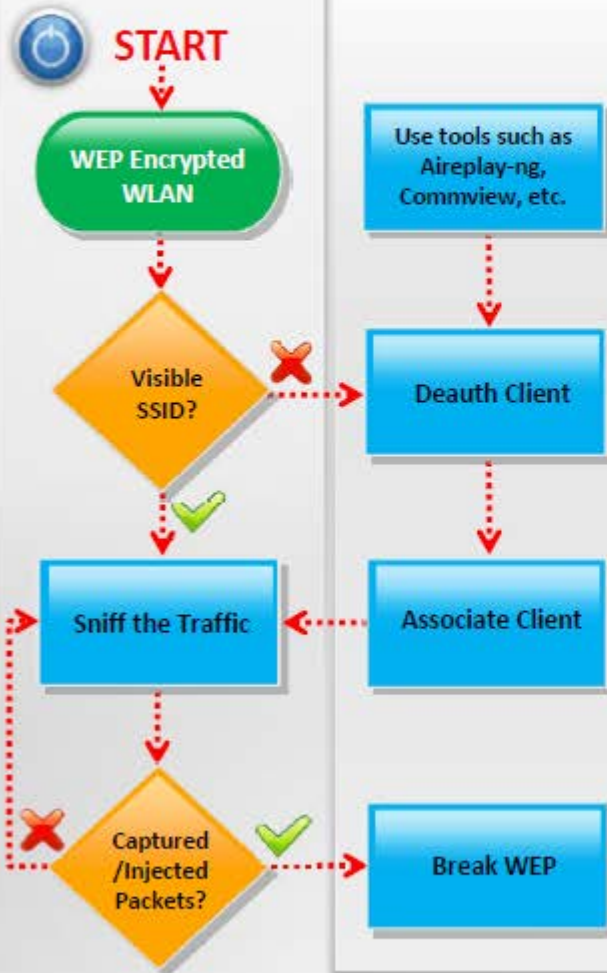 START
WEP Encrypted
WLAN
Use tools such as
Aireplay-ng,
Commview, etc.
Visible
SSID?
Deauth Client
Sniff the Traffic
Associate Client
Captured
/Injected
Packets?
Break WEP